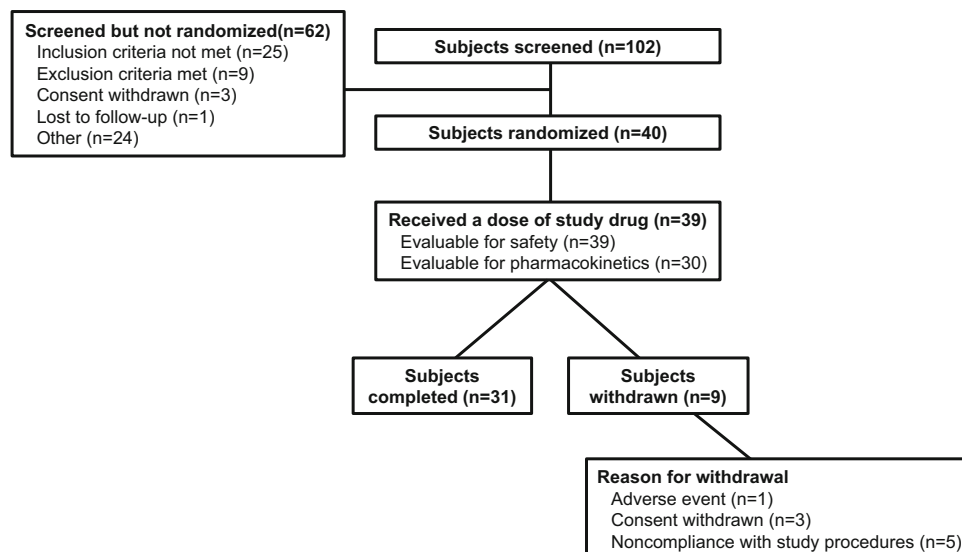 Screened but not randomized(n=62)
Inclusion criteria not met (n=25)
Exclusion criteria met (n=9)
Consent withdrawn (n=3)
Lost to follow-up (n=1)
Other (n=24)
Subjects screened (n=102)
Subjects randomized (n=40)
Received a dose of study drug (n=39)
Evaluable for safety (n=39)
Evaluable for pharmacokinetics (n=30)
Subjects
completed (n=31)
Subjects
withdrawn (n=9)
Reason for withdrawal
Adverse event (n=1)
Consent withdrawn (n=3)
Noncompliance with study procedures (n=5)